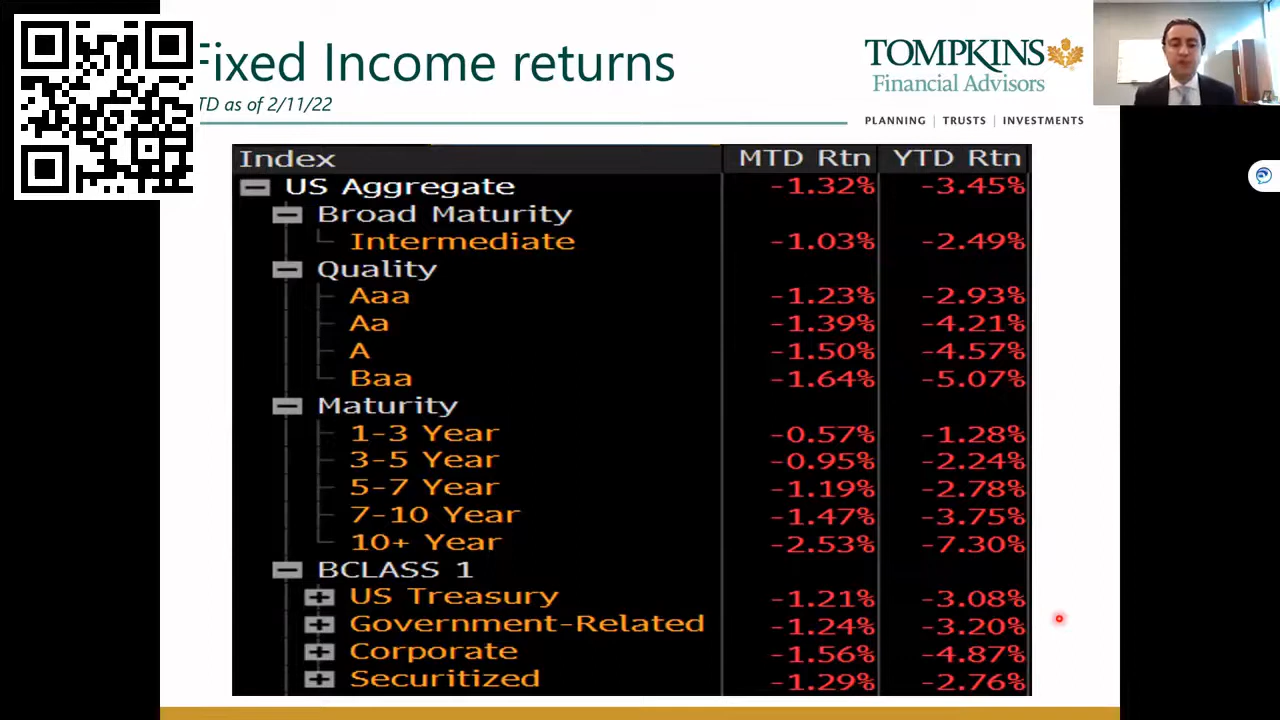 Fixed Income returns
TD as of 2/11/22
TOMPKINS
Financial Advisors
PLANNING | TRUSTS | INVESTMENTS
Index MTD Rtn YTD Rtn
US Aggregate -1.32% -3.45%
Broad Maturity
Intermediate -1.03% -2.49%
Quality
Aaa -1.23% -2.93%
Aa -1.39% -4.21%
A -1.50% -4.57%
Baa -1.64% -5.07%
Maturity
1-3 Year -0.57% -1.28%
3-5 Year -0.95% -2.24%
5-7 Year -1.19% -2.78%
7-10 Year -1.47% -3.75%
10+ Year -2.53% -7.30%
BCLASS 1
US Treasury -1.21% -3.08%
Government-Related -1.24% -3.20%
Corporate -1.56% -4.87%
Securitized -1.29% -2.76%